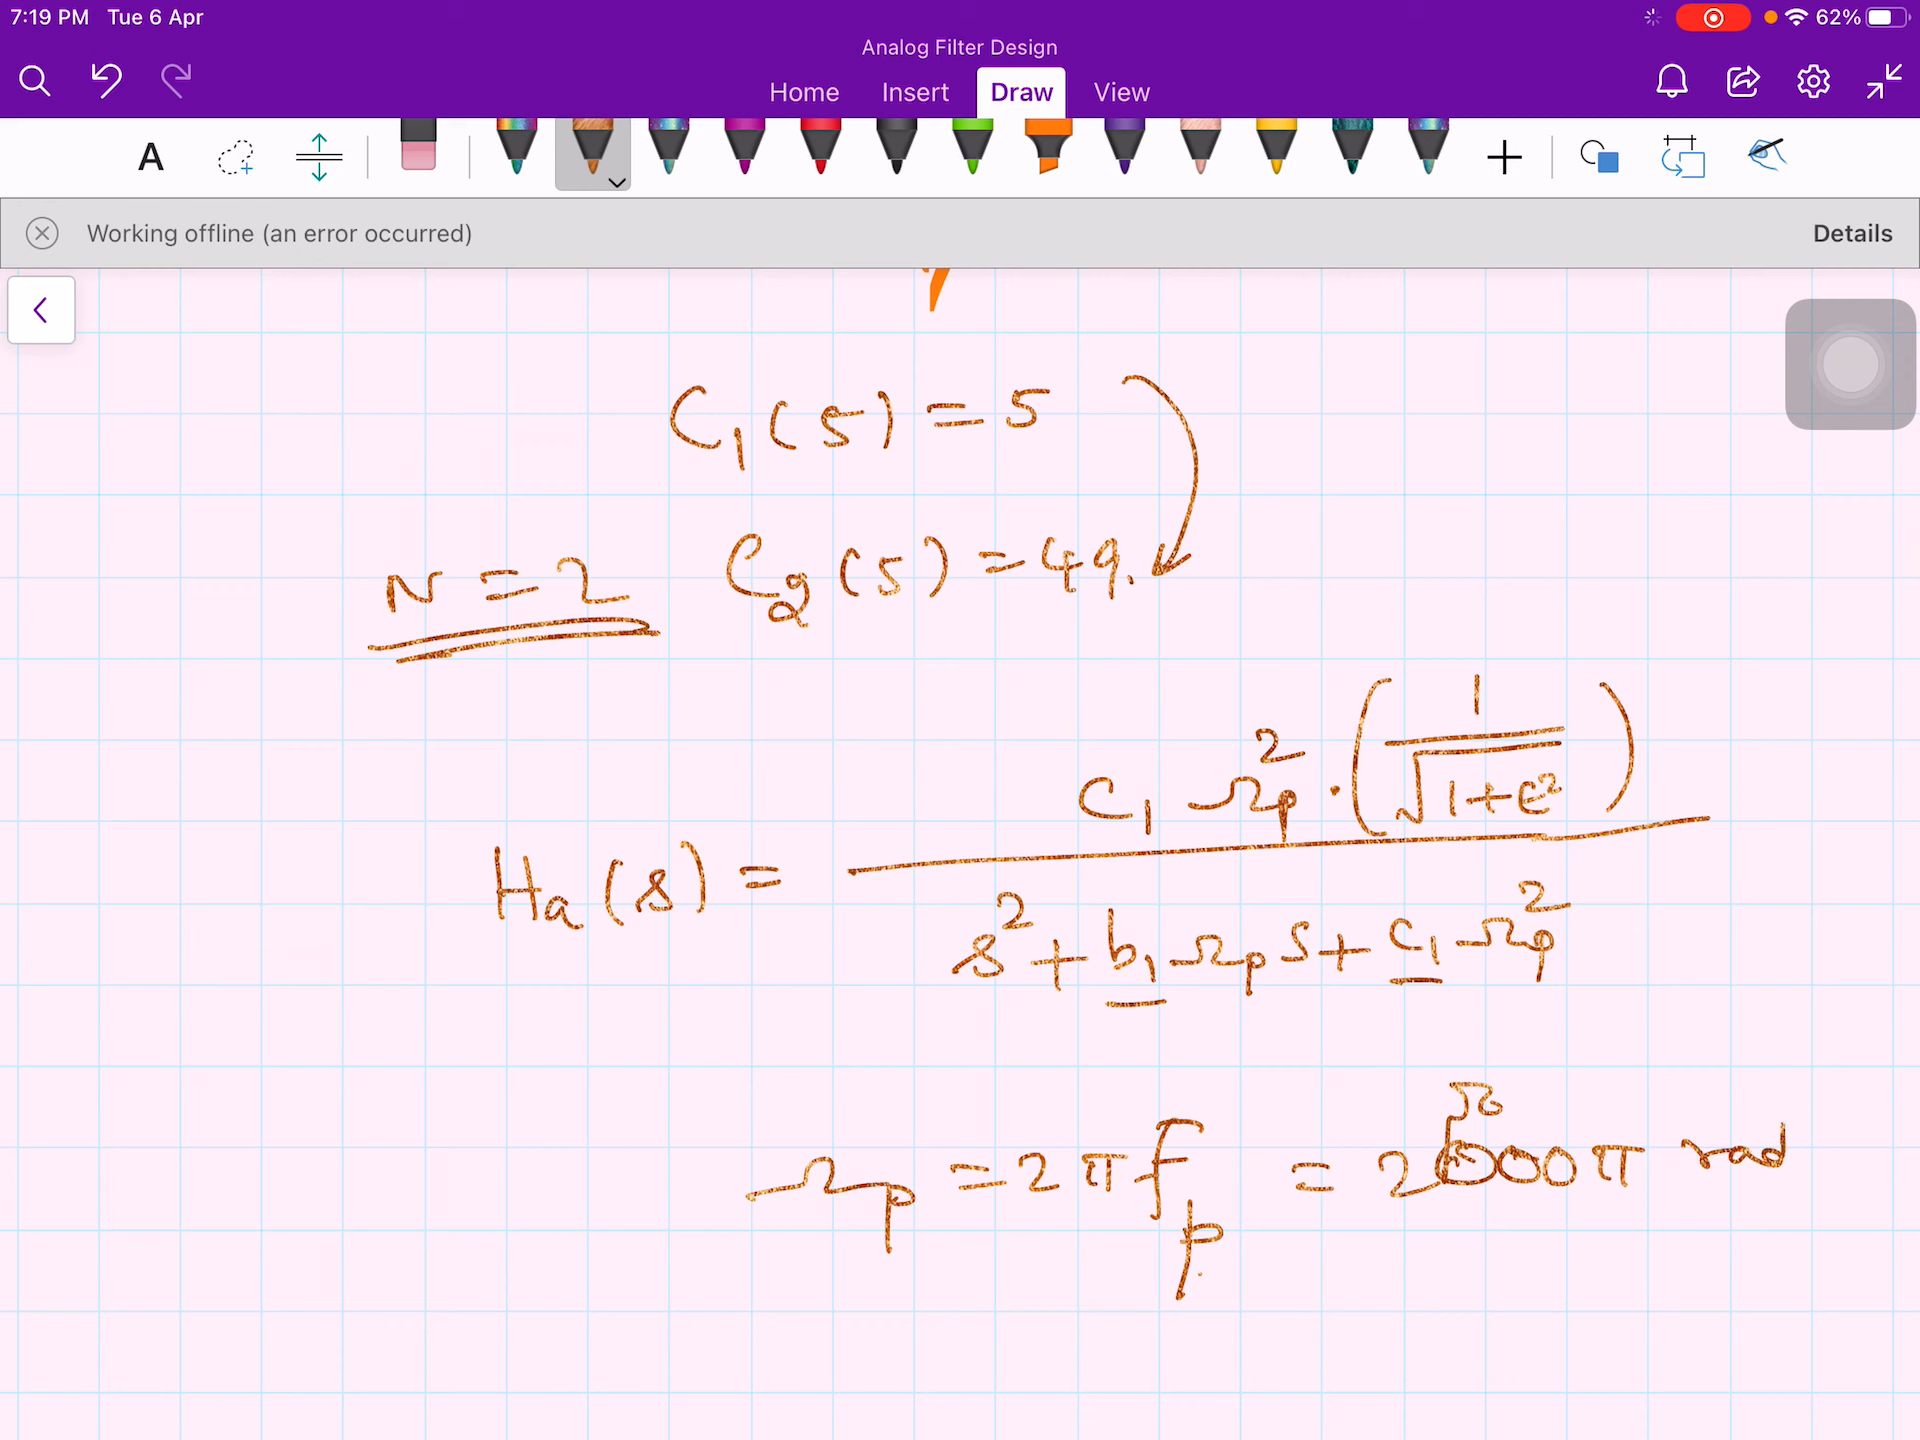 7:19 PM Tue 6 Apr
62%
Analog Filter Design
Home Insert Draw View
A
Working offline (an error occurred)
Details
C₁(5) = 5
N = 2 C₂(5) = 49.
Ha(s) = C₁ Ωp² · (1/√(1+ε²)) / (s² + b₁ Ωp s + C₁ Ωp²)
Ωp = 2πfp = 2000π rad